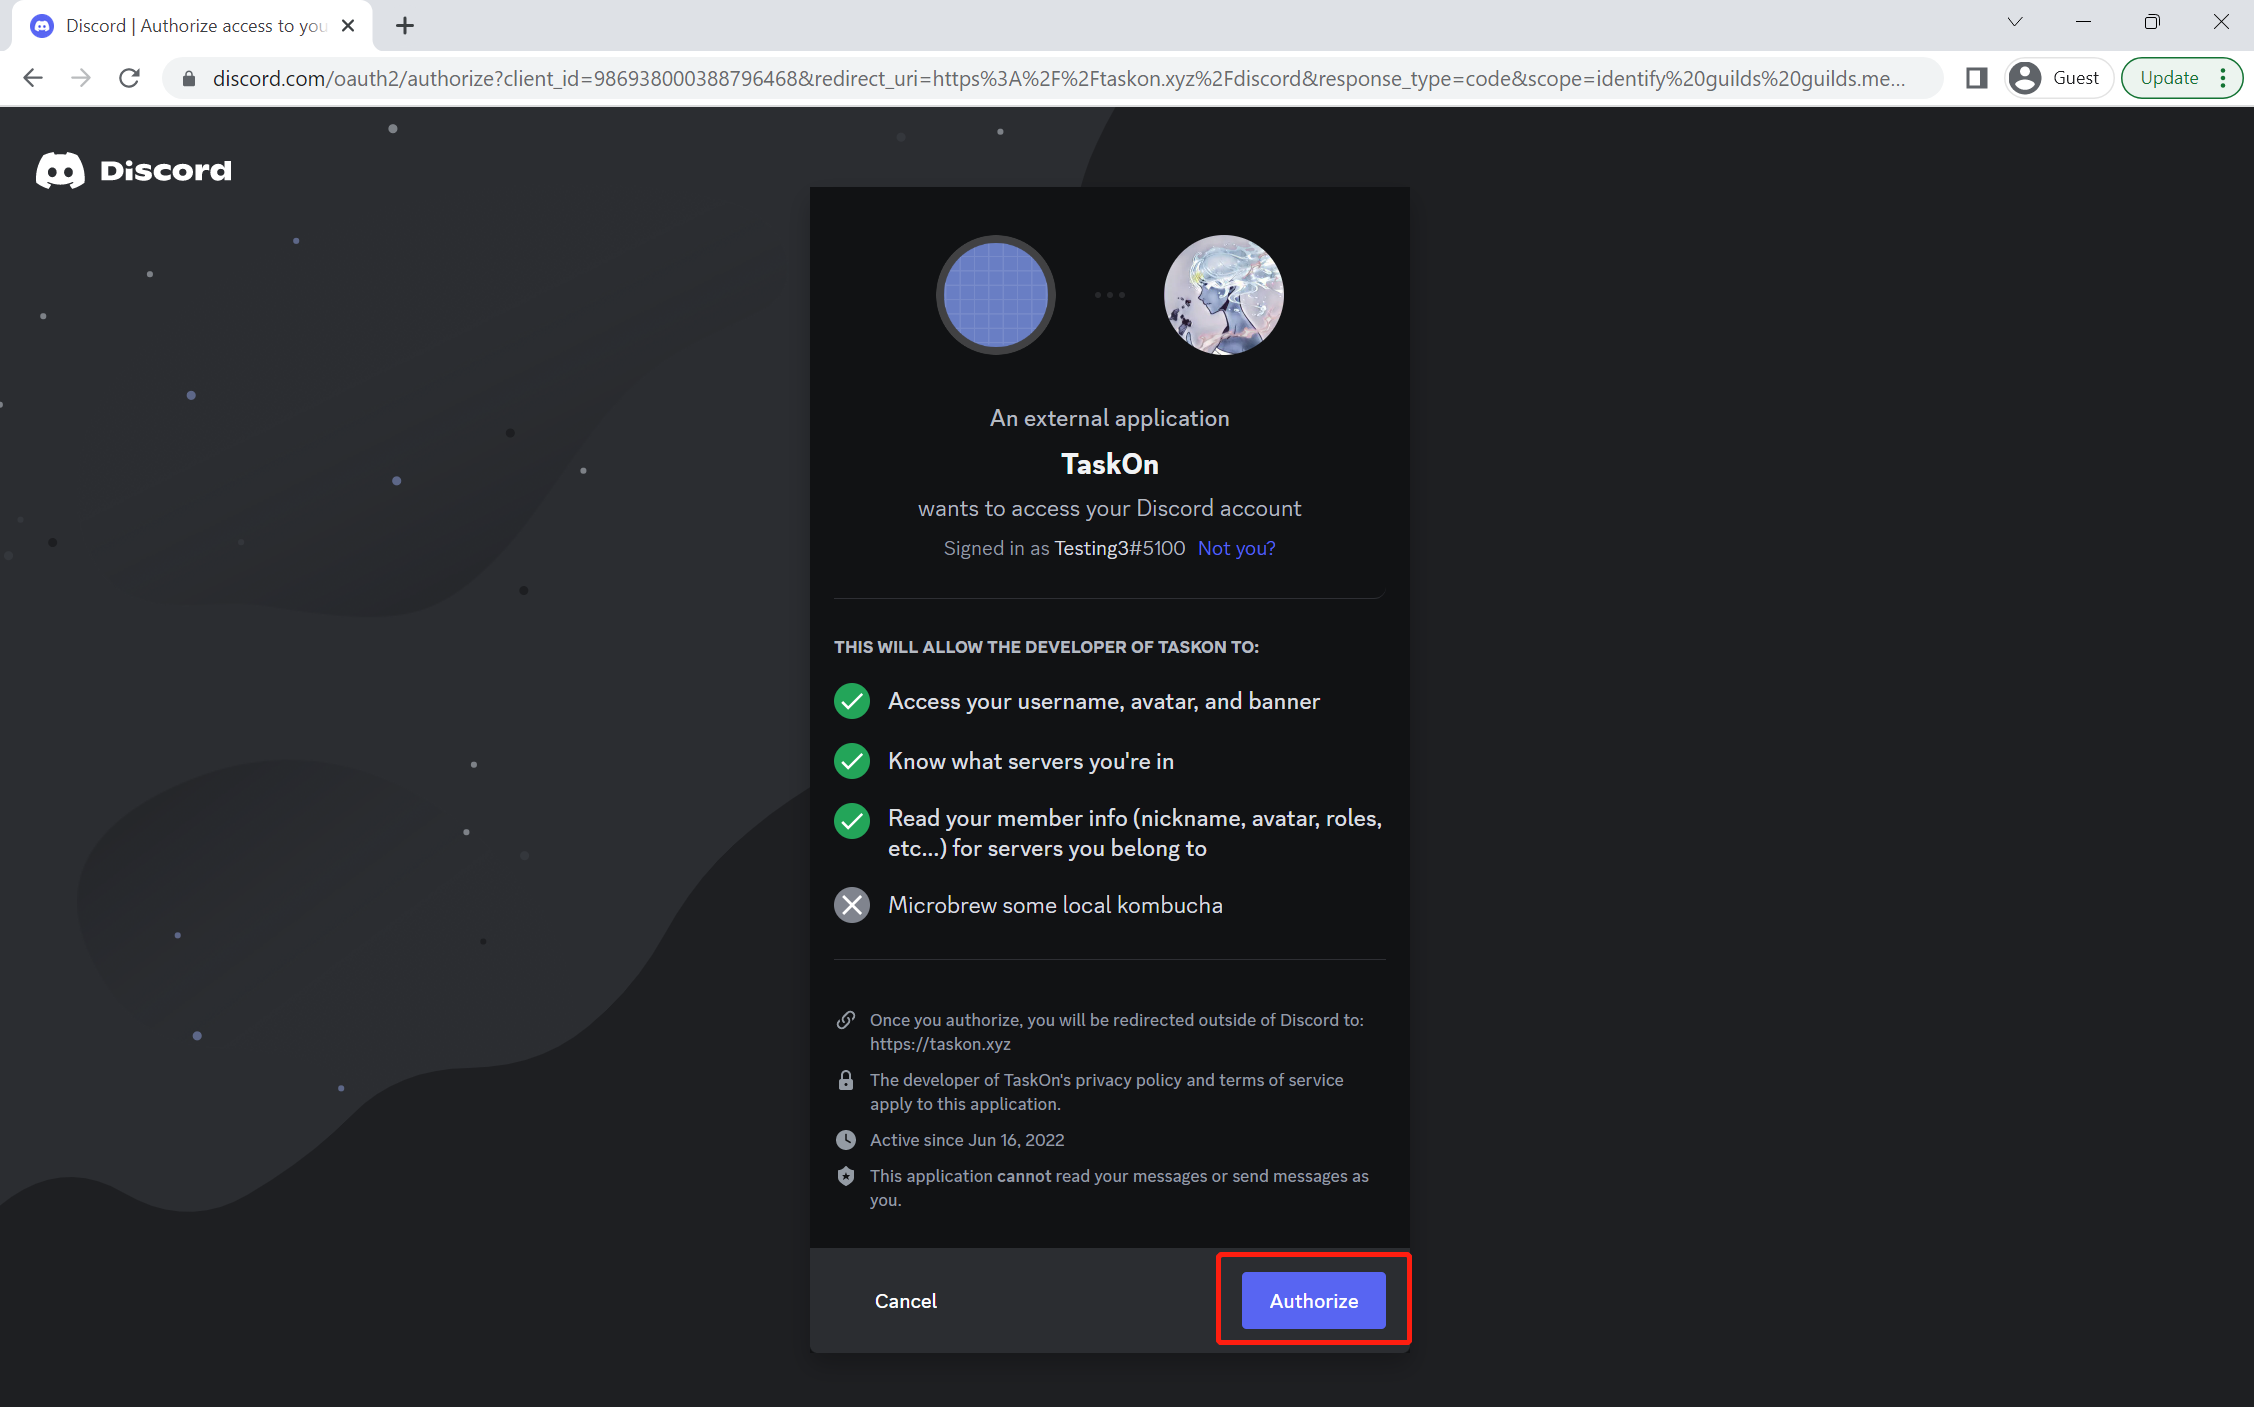 Discord | Authorize access to you
discord.com/oauth2/authorize?client_id=986938000388796468&redirect_uri=https%3A%2F%2Ftaskon.xyz%2Fdiscord&response_type=code&scope=identify%20guilds%20guilds.me...
Guest
Update
Discord
An external application
TaskOn
wants to access your Discord account
Signed in as Testing3#5100 Not you?
THIS WILL ALLOW THE DEVELOPER OF TASKON TO:
Access your username, avatar, and banner
Know what servers you're in
Read your member info (nickname, avatar, roles,
etc...) for servers you belong to
Microbrew some local kombucha
Once you authorize, you will be redirected outside of Discord to:
https://taskon.xyz
The developer of TaskOn's privacy policy and terms of service
apply to this application.
Active since Jun 16, 2022
This application cannot read your messages or send messages as
you.
Cancel
Authorize